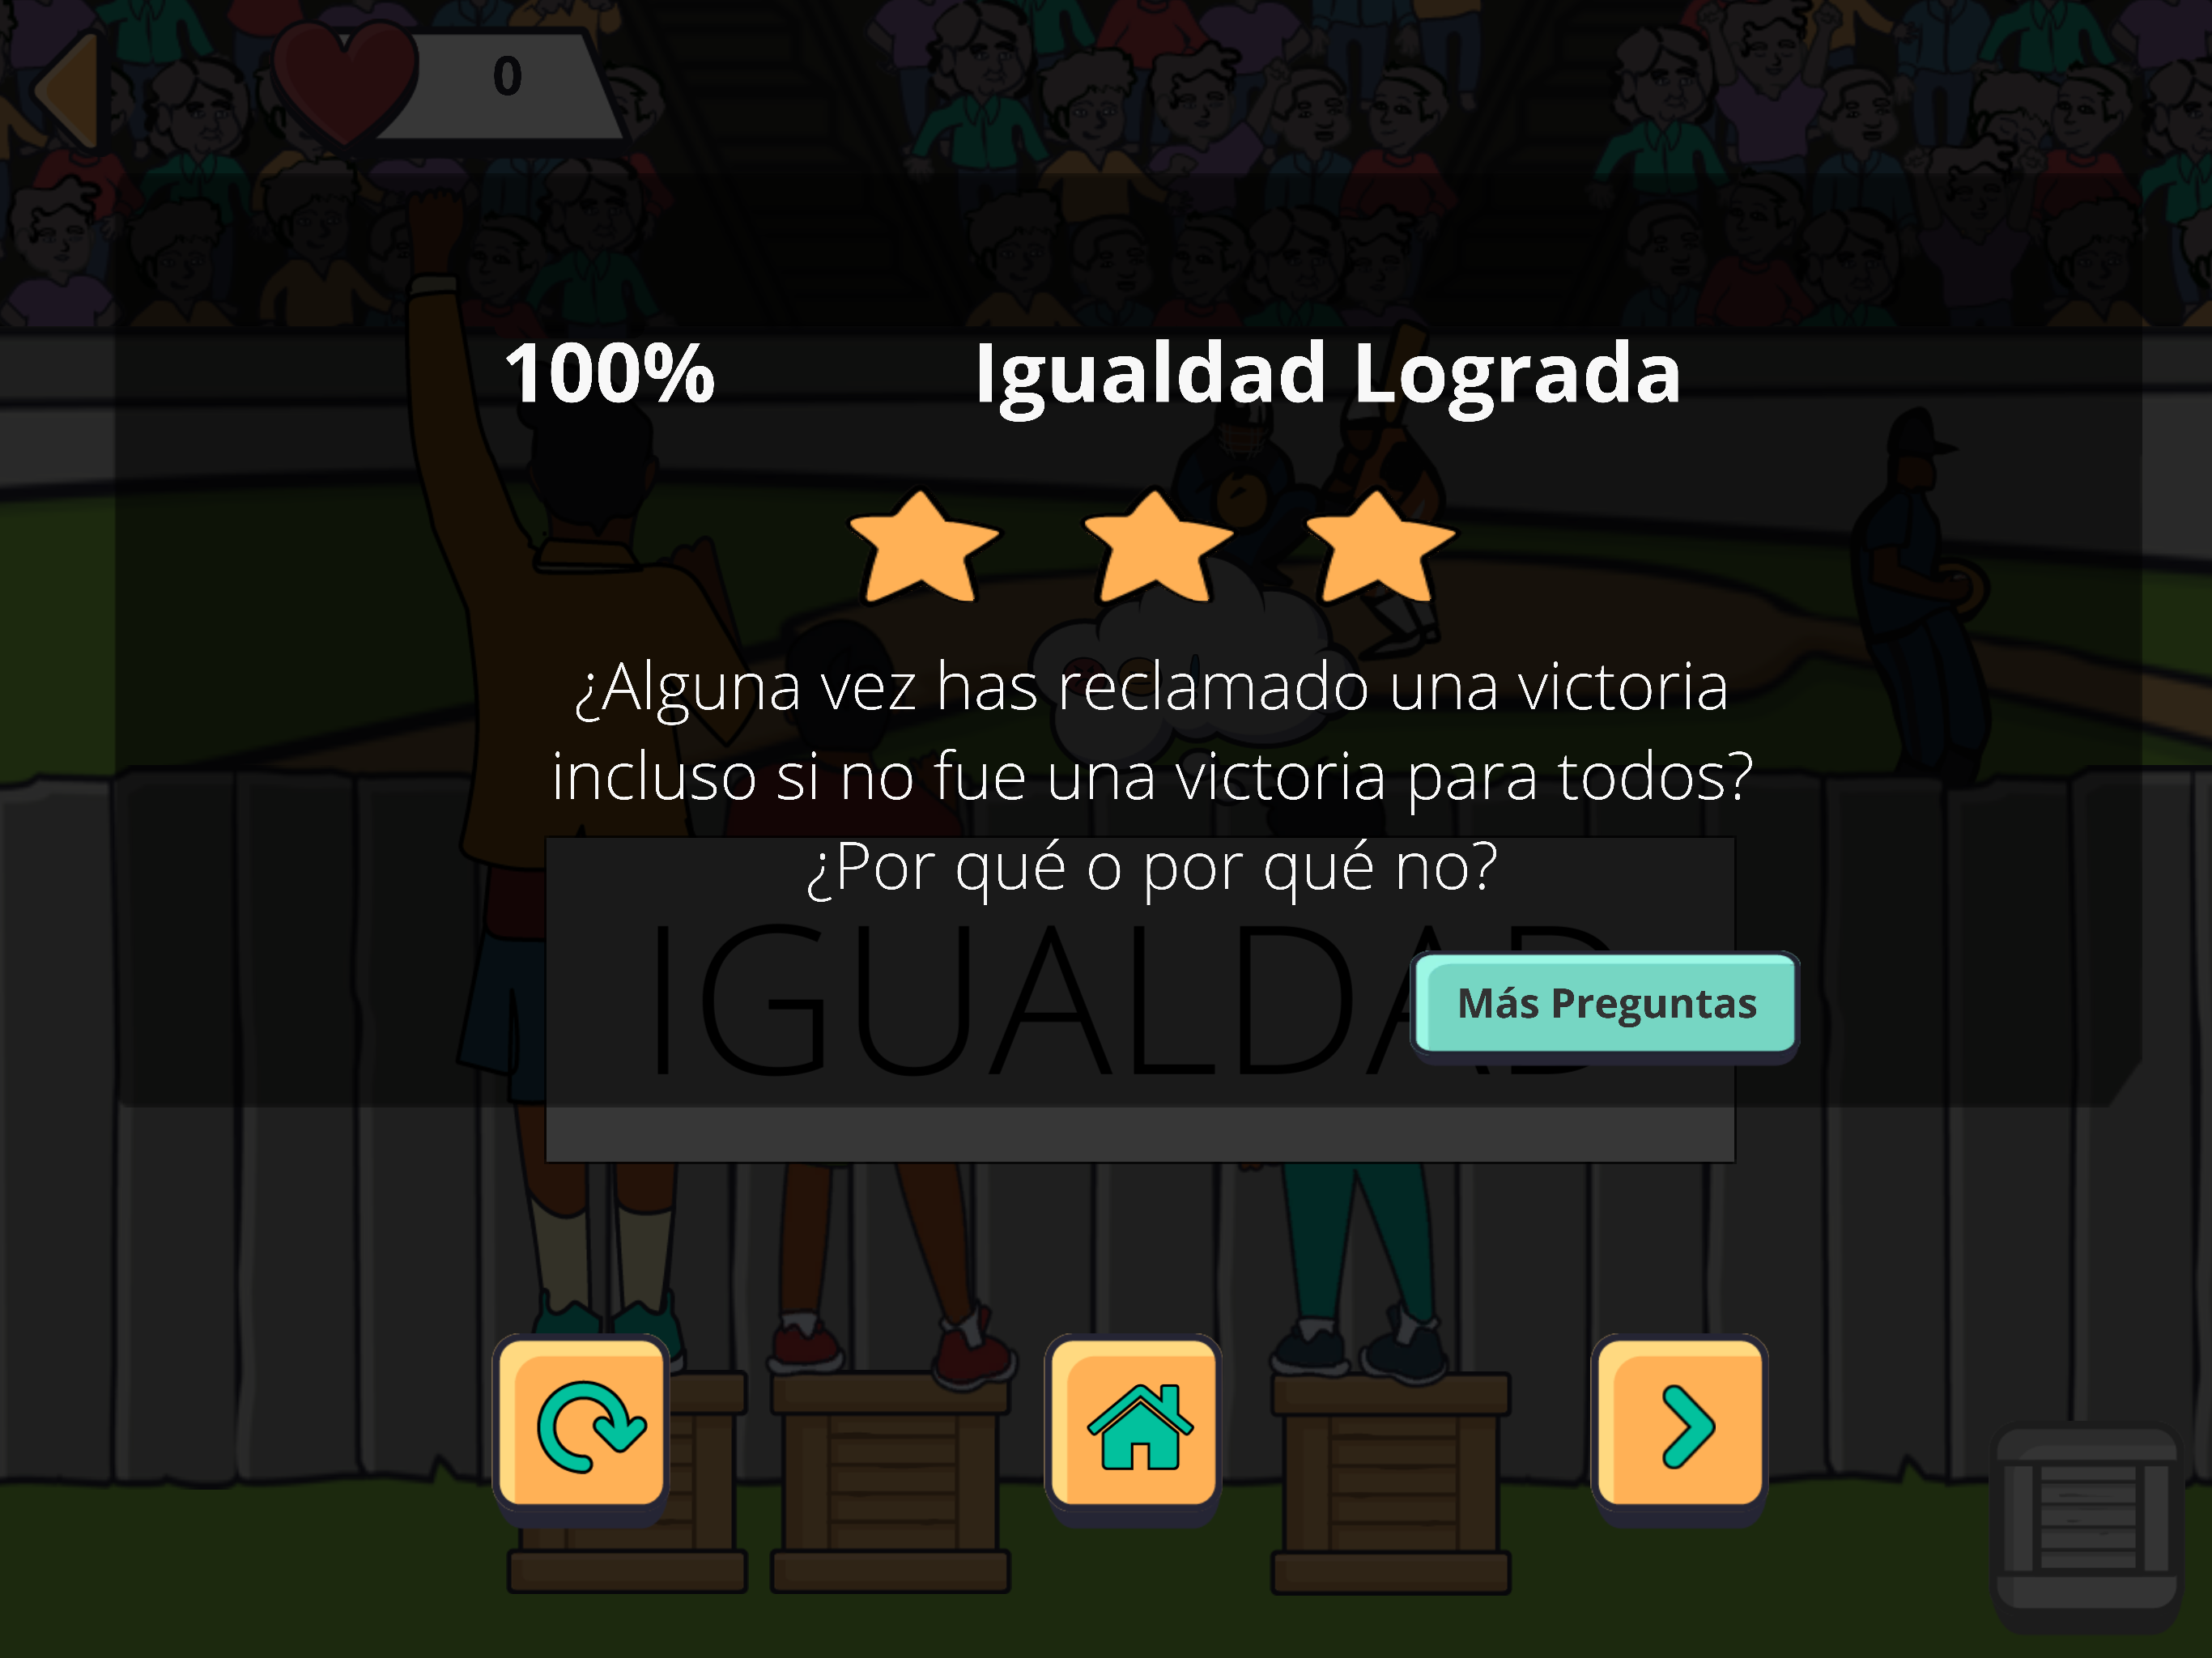 0
100% Igualdad Lograda
¿Alguna vez has reclamado una victoria
incluso si no fue una victoria para todos?
¿Por qué o por qué no?
IGUALDAD
Más Preguntas